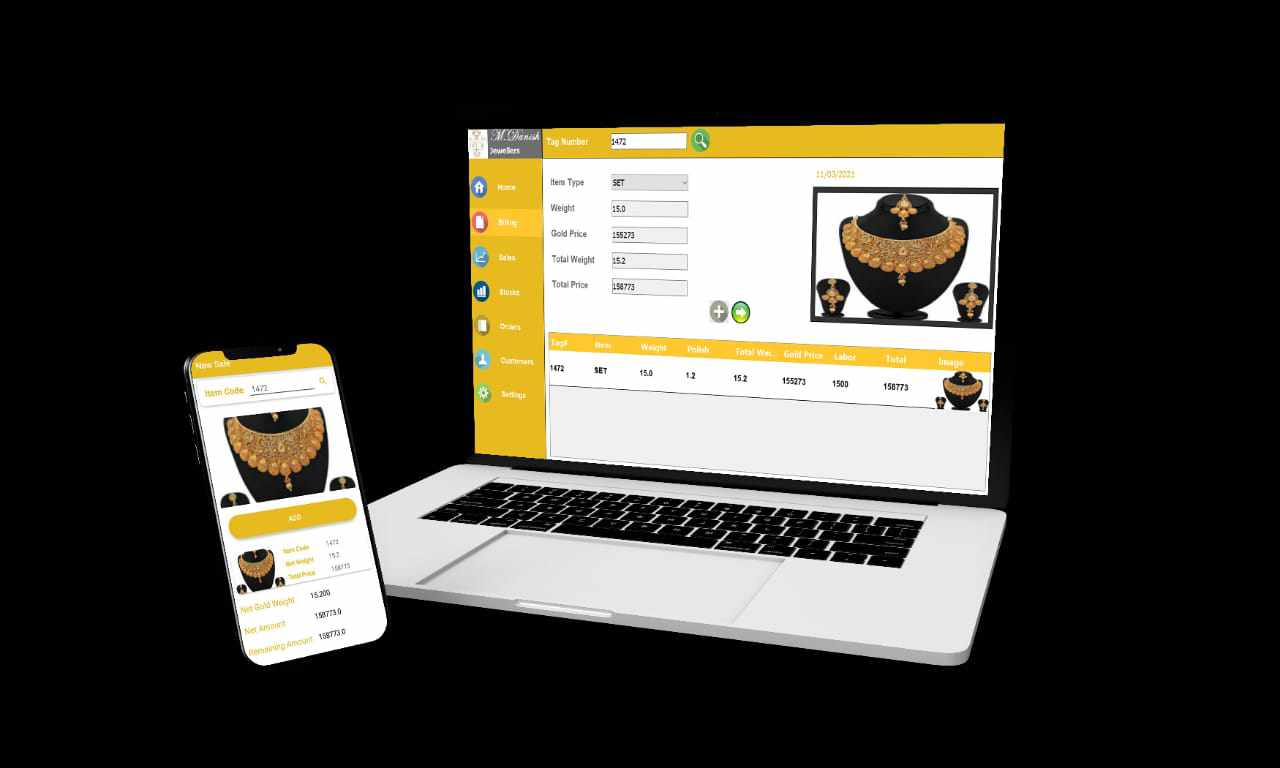 M.Danish
Jewellers
Tag Number 1472
Home
Billing
Sales
Stocks
Orders
Customers
Settings
11/03/2021
Item Type SET
Weight 15.0
Gold Price 155273
Total Weight 15.2
Total Price 158773
Tag# Item Weight Polish Total Wei... Gold Price Labor Total Image
1472 SET 15.0 1.2 15.2 155273 1500 158773
New Sale
Item Code 1472
ADD
Item Code 1472
Net Weight 15.2
Total Price 158773
Net Gold Weight 15.200
Net Amount 158773.0
Remaining Amount 158773.0